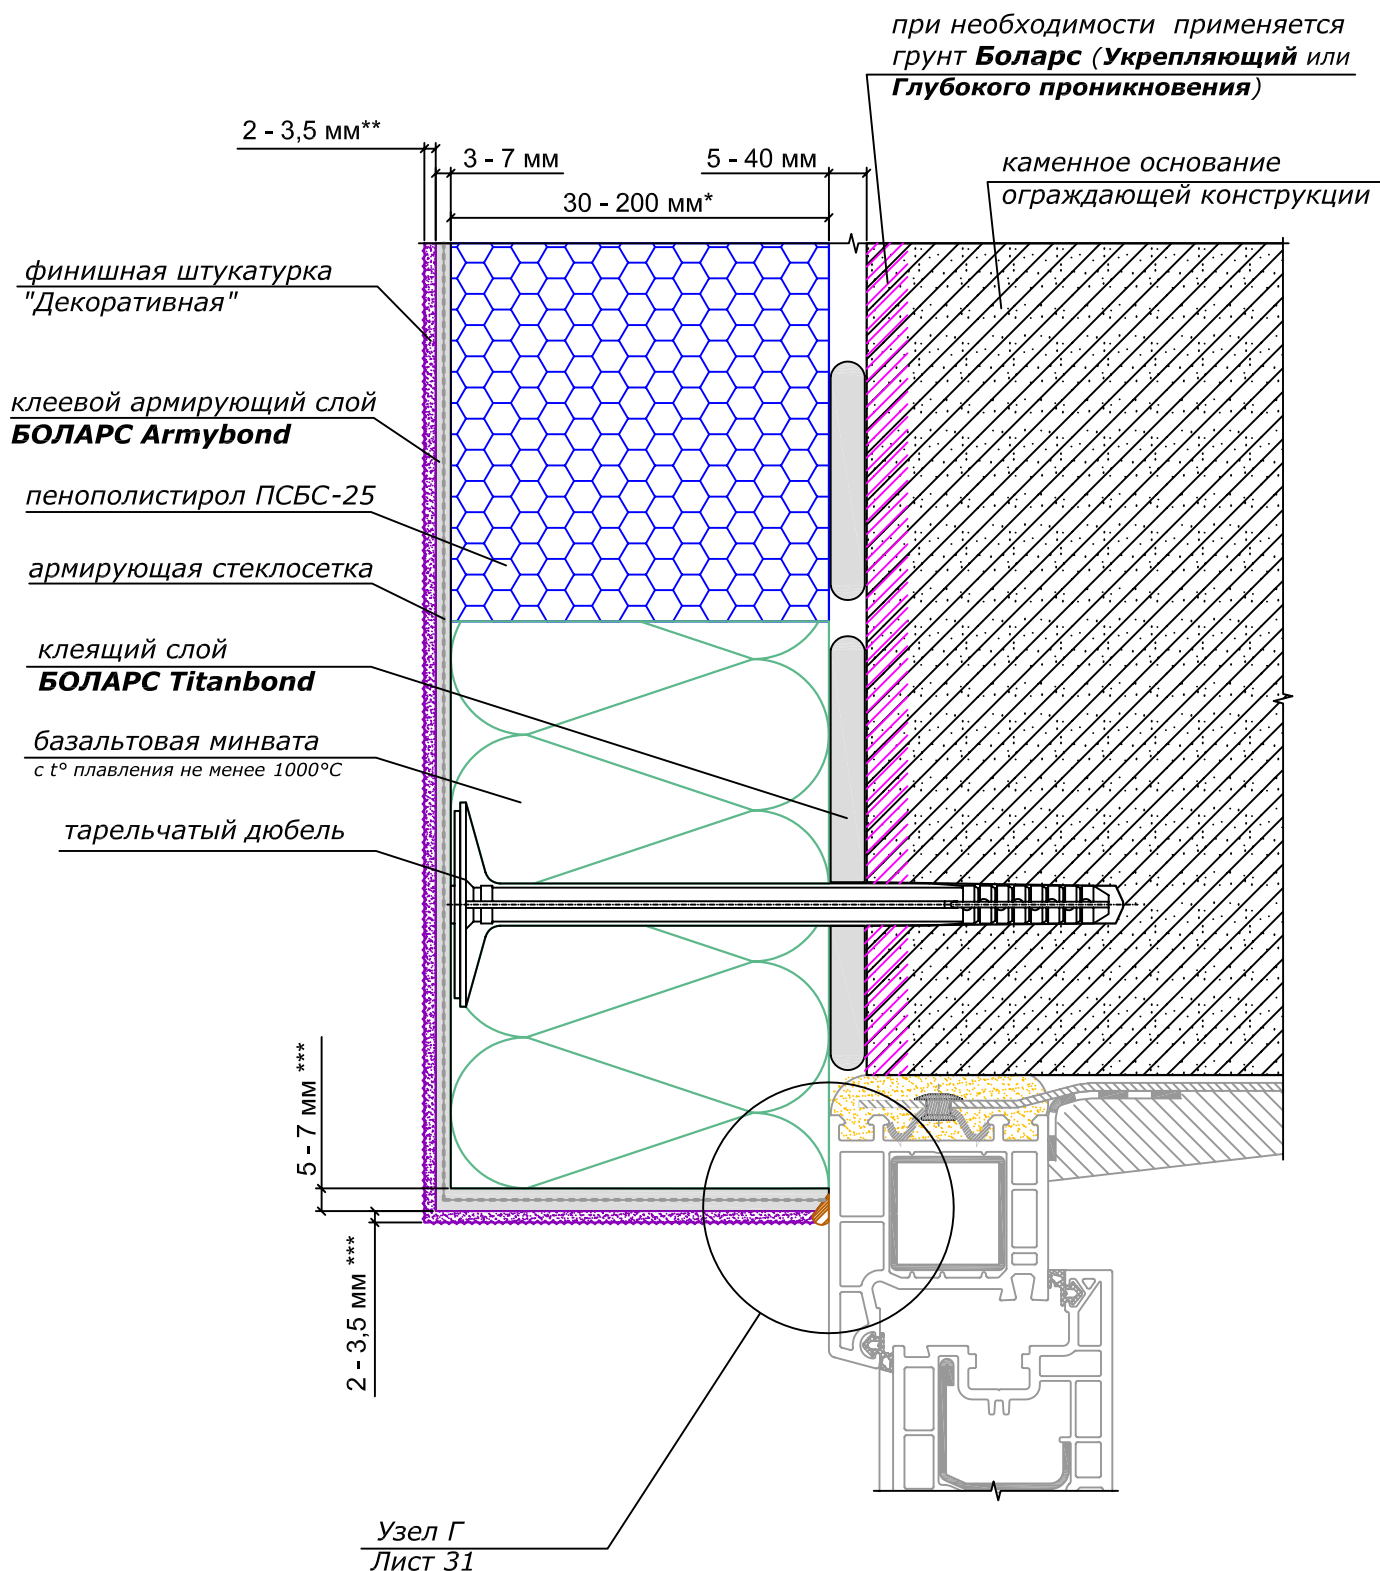 при необходимости применяется
грунт Боларс (Укрепляющий или
Глубокого проникновения)
2 - 3,5 мм**
3 - 7 мм
5 - 40 мм
каменное основание
ограждающей конструкции
30 - 200 мм*
финишная штукатурка
"Декоративная"
клеевой армирующий слой
БОЛАРС Armybond
пенополистирол ПСБС-25
армирующая стеклосетка
клеящий слой
БОЛАРС Titanbond
базальтовая минвата
с t° плавления не менее 1000°С
тарельчатый дюбель
5 - 7 мм ***
2 - 3,5 мм ***
Узел Г
Лист 31